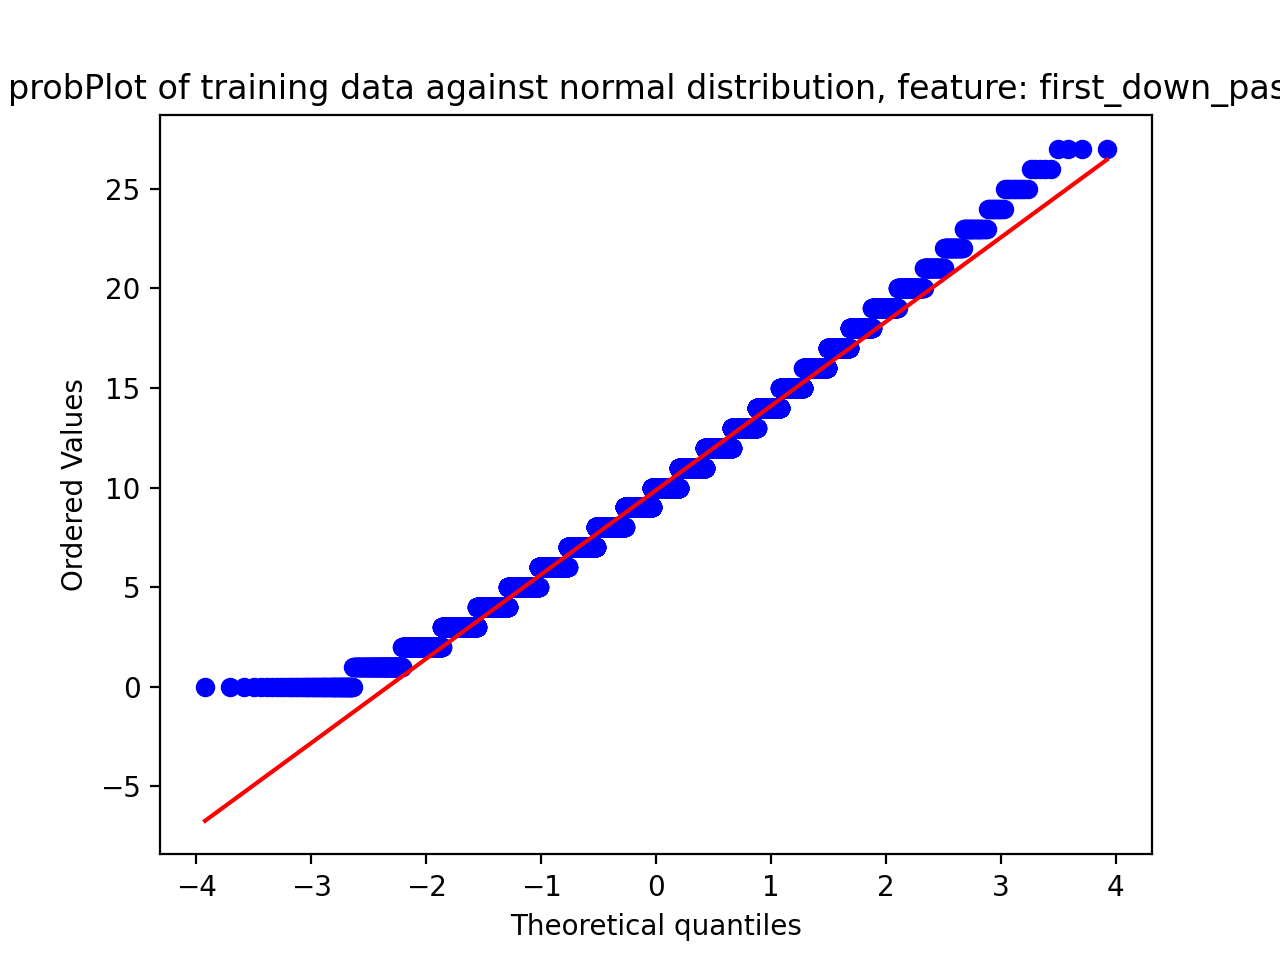 probPlot of training data against normal distribution, feature: first_down_pas
25
20
15
10
5
0
−5
Ordered Values
−4 −3 −2 −1 0 1 2 3 4
Theoretical quantiles